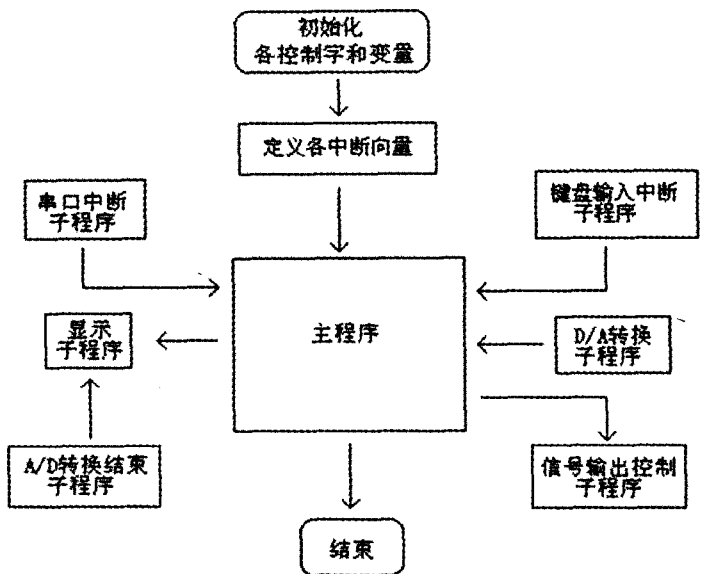 初始化
各控制字和变量
定义各中断向量
串口中断
子程序
键盘输入中断
子程序
主程序
显示
子程序
D/A转换
子程序
A/D转换结束
子程序
信号输出控制
子程序
结束